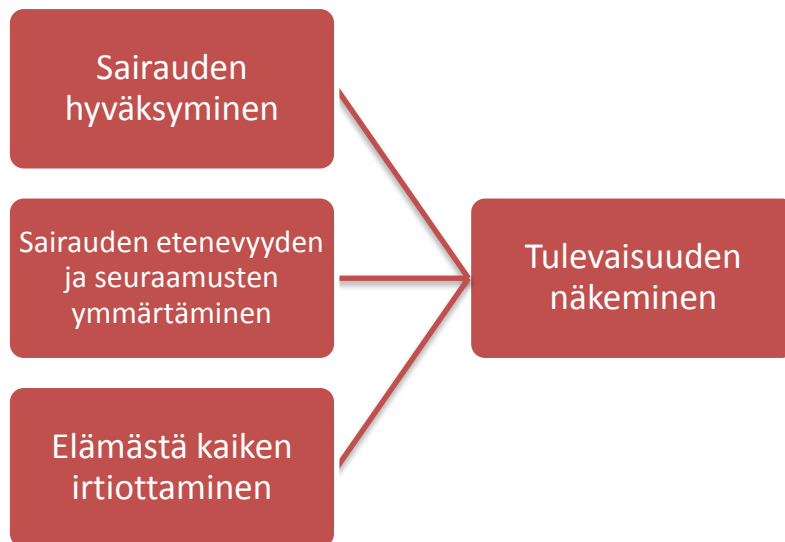 Sairauden
hyväksyminen
Sairauden etenevyyden
ja seuraamusten
ymmärtäminen
Elämästä kaiken
irtiottaminen
Tulevaisuuden
näkeminen